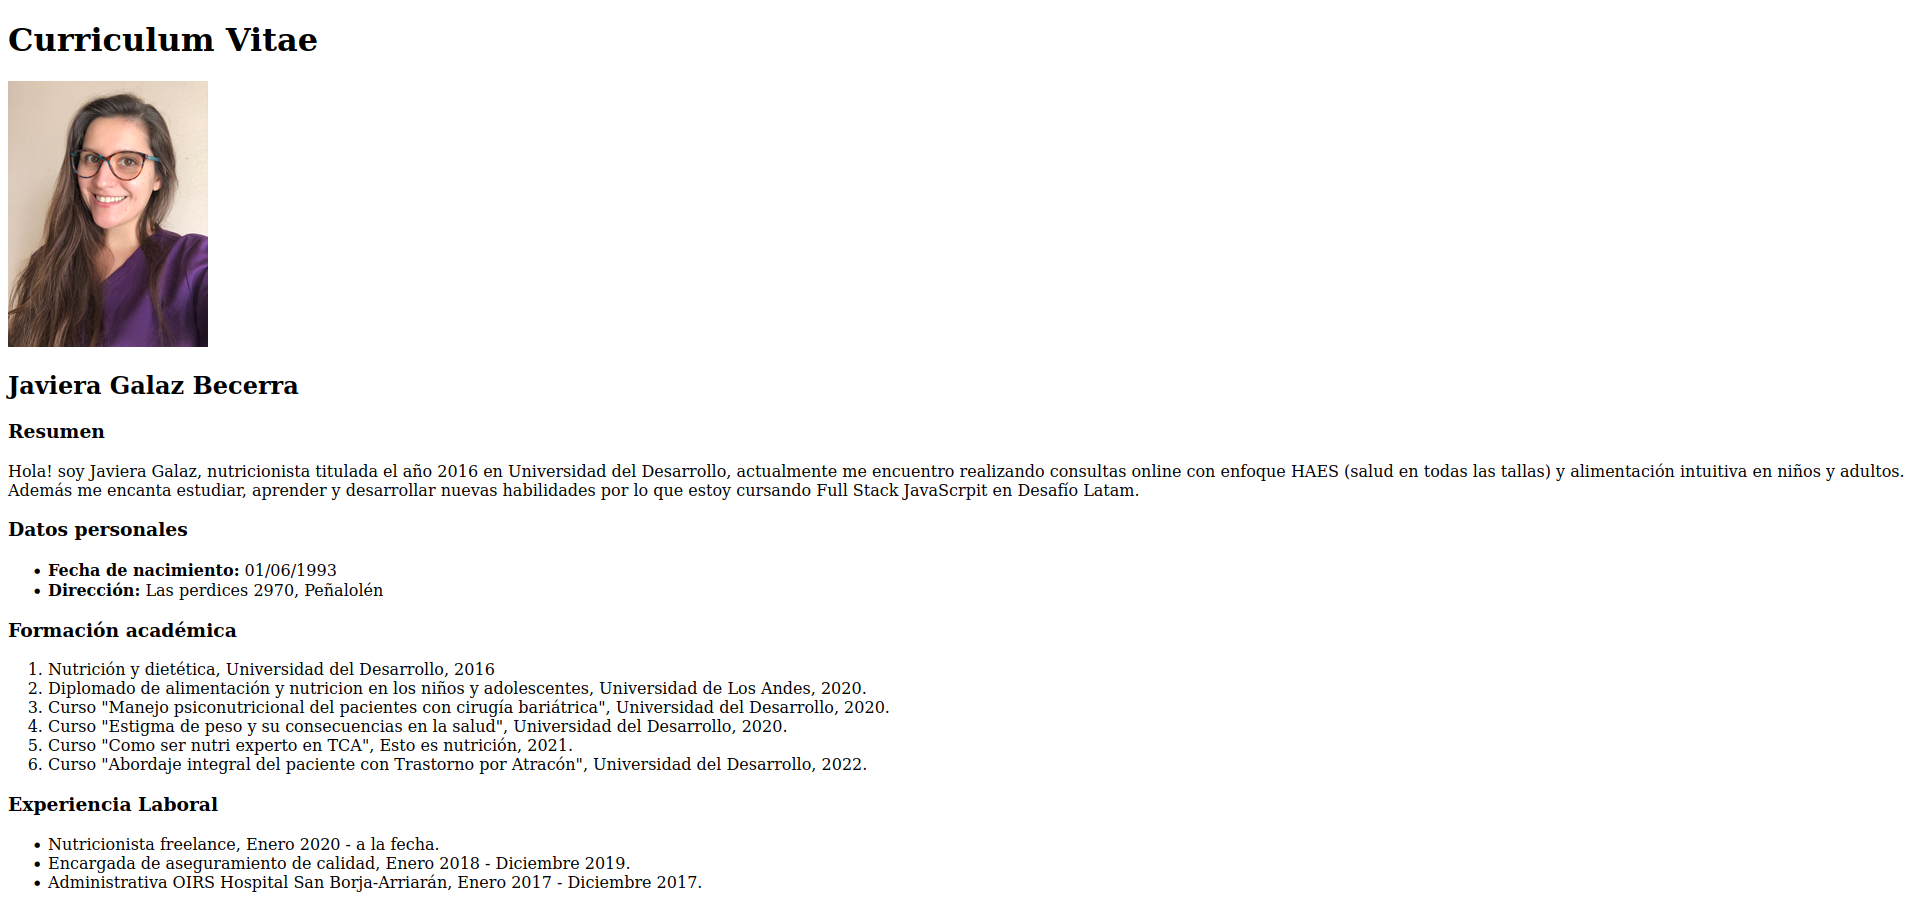 Curriculum Vitae
Javiera Galaz Becerra
Resumen
Hola! soy Javiera Galaz, nutricionista titulada el año 2016 en Universidad del Desarrollo, actualmente me encuentro realizando consultas online con enfoque HAES (salud en todas las tallas) y alimentación intuitiva en niños y adultos.
Además me encanta estudiar, aprender y desarrollar nuevas habilidades por lo que estoy cursando Full Stack JavaScrpit en Desafío Latam.
Datos personales
• Fecha de nacimiento: 01/06/1993
• Dirección: Las perdices 2970, Peñalolén
Formación académica
1. Nutrición y dietética, Universidad del Desarrollo, 2016
2. Diplomado de alimentación y nutricion en los niños y adolescentes, Universidad de Los Andes, 2020.
3. Curso "Manejo psiconutricional del pacientes con cirugía bariátrica", Universidad del Desarrollo, 2020.
4. Curso "Estigma de peso y su consecuencias en la salud", Universidad del Desarrollo, 2020.
5. Curso "Como ser nutri experto en TCA", Esto es nutrición, 2021.
6. Curso "Abordaje integral del paciente con Trastorno por Atracón", Universidad del Desarrollo, 2022.
Experiencia Laboral
• Nutricionista freelance, Enero 2020 - a la fecha.
• Encargada de aseguramiento de calidad, Enero 2018 - Diciembre 2019.
• Administrativa OIRS Hospital San Borja-Arriarán, Enero 2017 - Diciembre 2017.